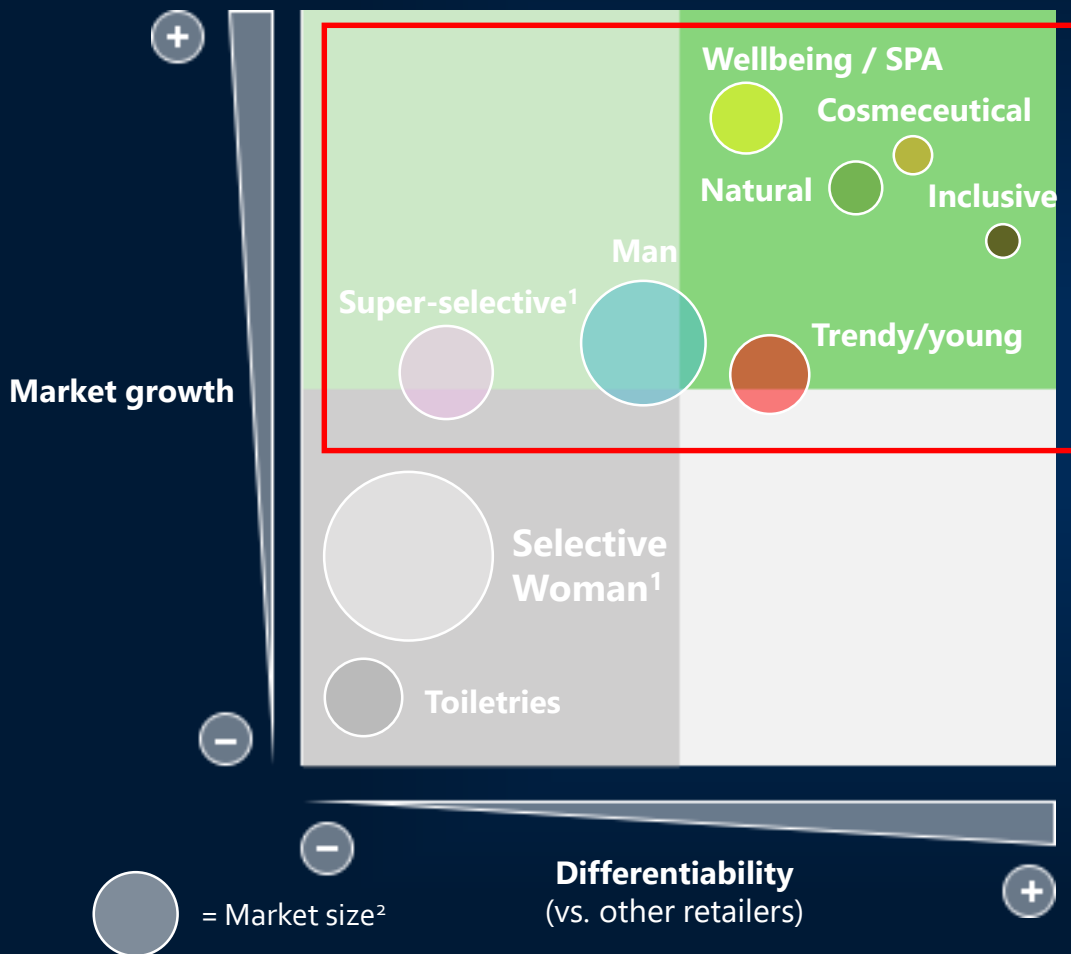 +
Wellbeing / SPA
Cosmeceutical
Natural
Inclusive
Man
Super-selective¹
Trendy/young
Market growth
Selective
Woman¹
Toiletries
–
–
Differentiability
(vs. other retailers)
+
= Market size²